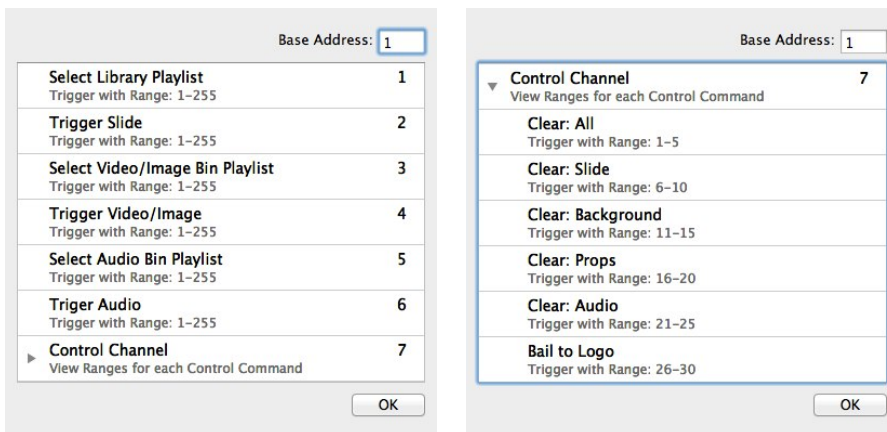 Base Address: 1
Select Library Playlist 1
Trigger with Range: 1-255
Trigger Slide 2
Trigger with Range: 1-255
Select Video/Image Bin Playlist 3
Trigger with Range: 1-255
Trigger Video/Image 4
Trigger with Range: 1-255
Select Audio Bin Playlist 5
Trigger with Range: 1-255
Triger Audio 6
Trigger with Range: 1-255
Control Channel 7
View Ranges for each Control Command
OK
Base Address: 1
Control Channel 7
View Ranges for each Control Command
Clear: All
Trigger with Range: 1-5
Clear: Slide
Trigger with Range: 6-10
Clear: Background
Trigger with Range: 11-15
Clear: Props
Trigger with Range: 16-20
Clear: Audio
Trigger with Range: 21-25
Bail to Logo
Trigger with Range: 26-30
OK